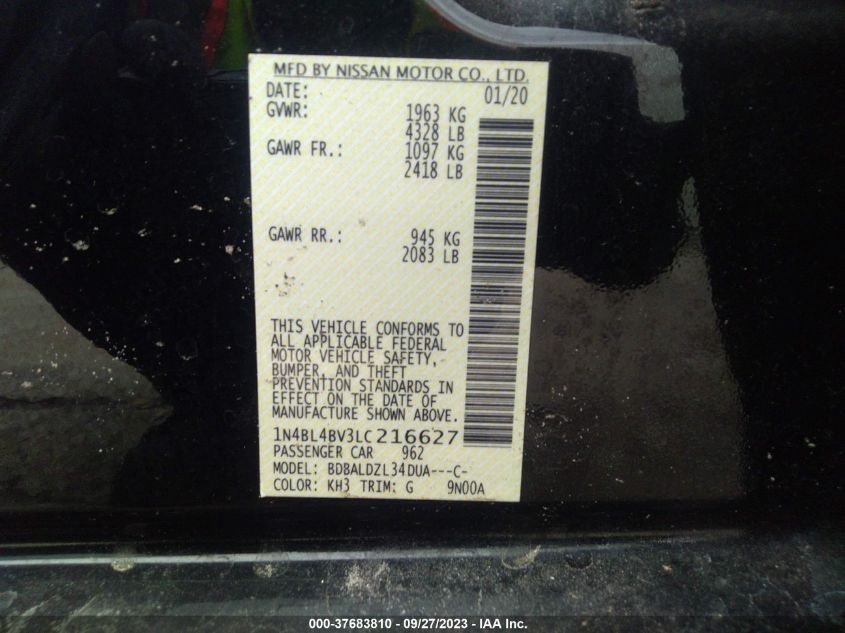 MFD BY NISSAN MOTOR CO., LTD.
DATE: 01/20
GVWR: 1963 KG
4328 LB
GAWR FR.: 1097 KG
2418 LB
GAWR RR.: 945 KG
2083 LB
THIS VEHICLE CONFORMS TO
ALL APPLICABLE FEDERAL
MOTOR VEHICLE SAFETY,
BUMPER, AND THEFT
PREVENTION STANDARDS IN
EFFECT ON THE DATE OF
MANUFACTURE SHOWN ABOVE.
1N4BL4BV3LC216627
PASSENGER CAR 962
MODEL: BDBALDZL34DUA---C-
COLOR: KH3 TRIM: G 9N00A
000-37683810 - 09/27/2023 - IAA Inc.